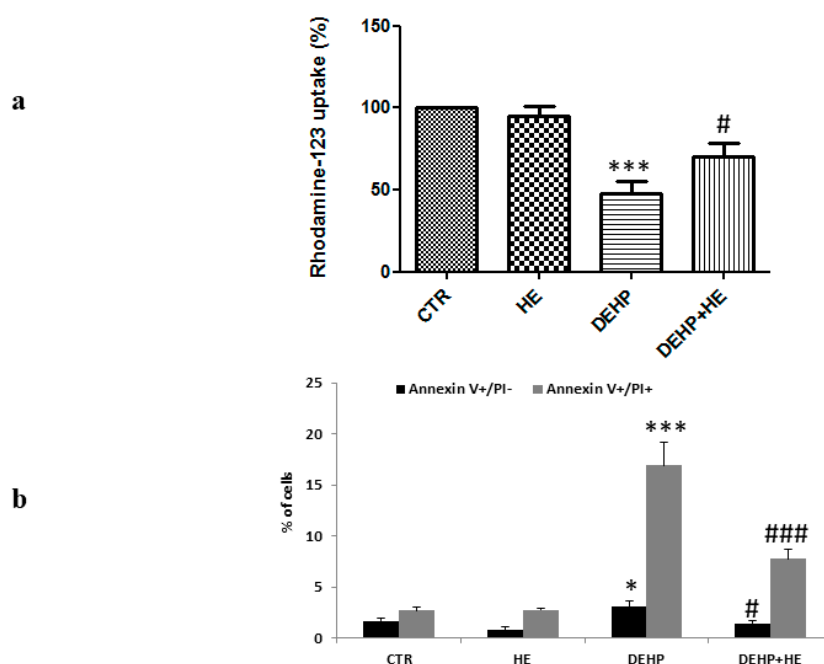 a
Rhodamine-123 uptake (%)
150
100
50
0
***
#
CTR
HE
DEHP
DEHP+HE
b
% of cells
25
20
15
10
5
0
Annexin V+/PI- Annexin V+/PI+
*
***
#
###
CTR HE DEHP DEHP+HE